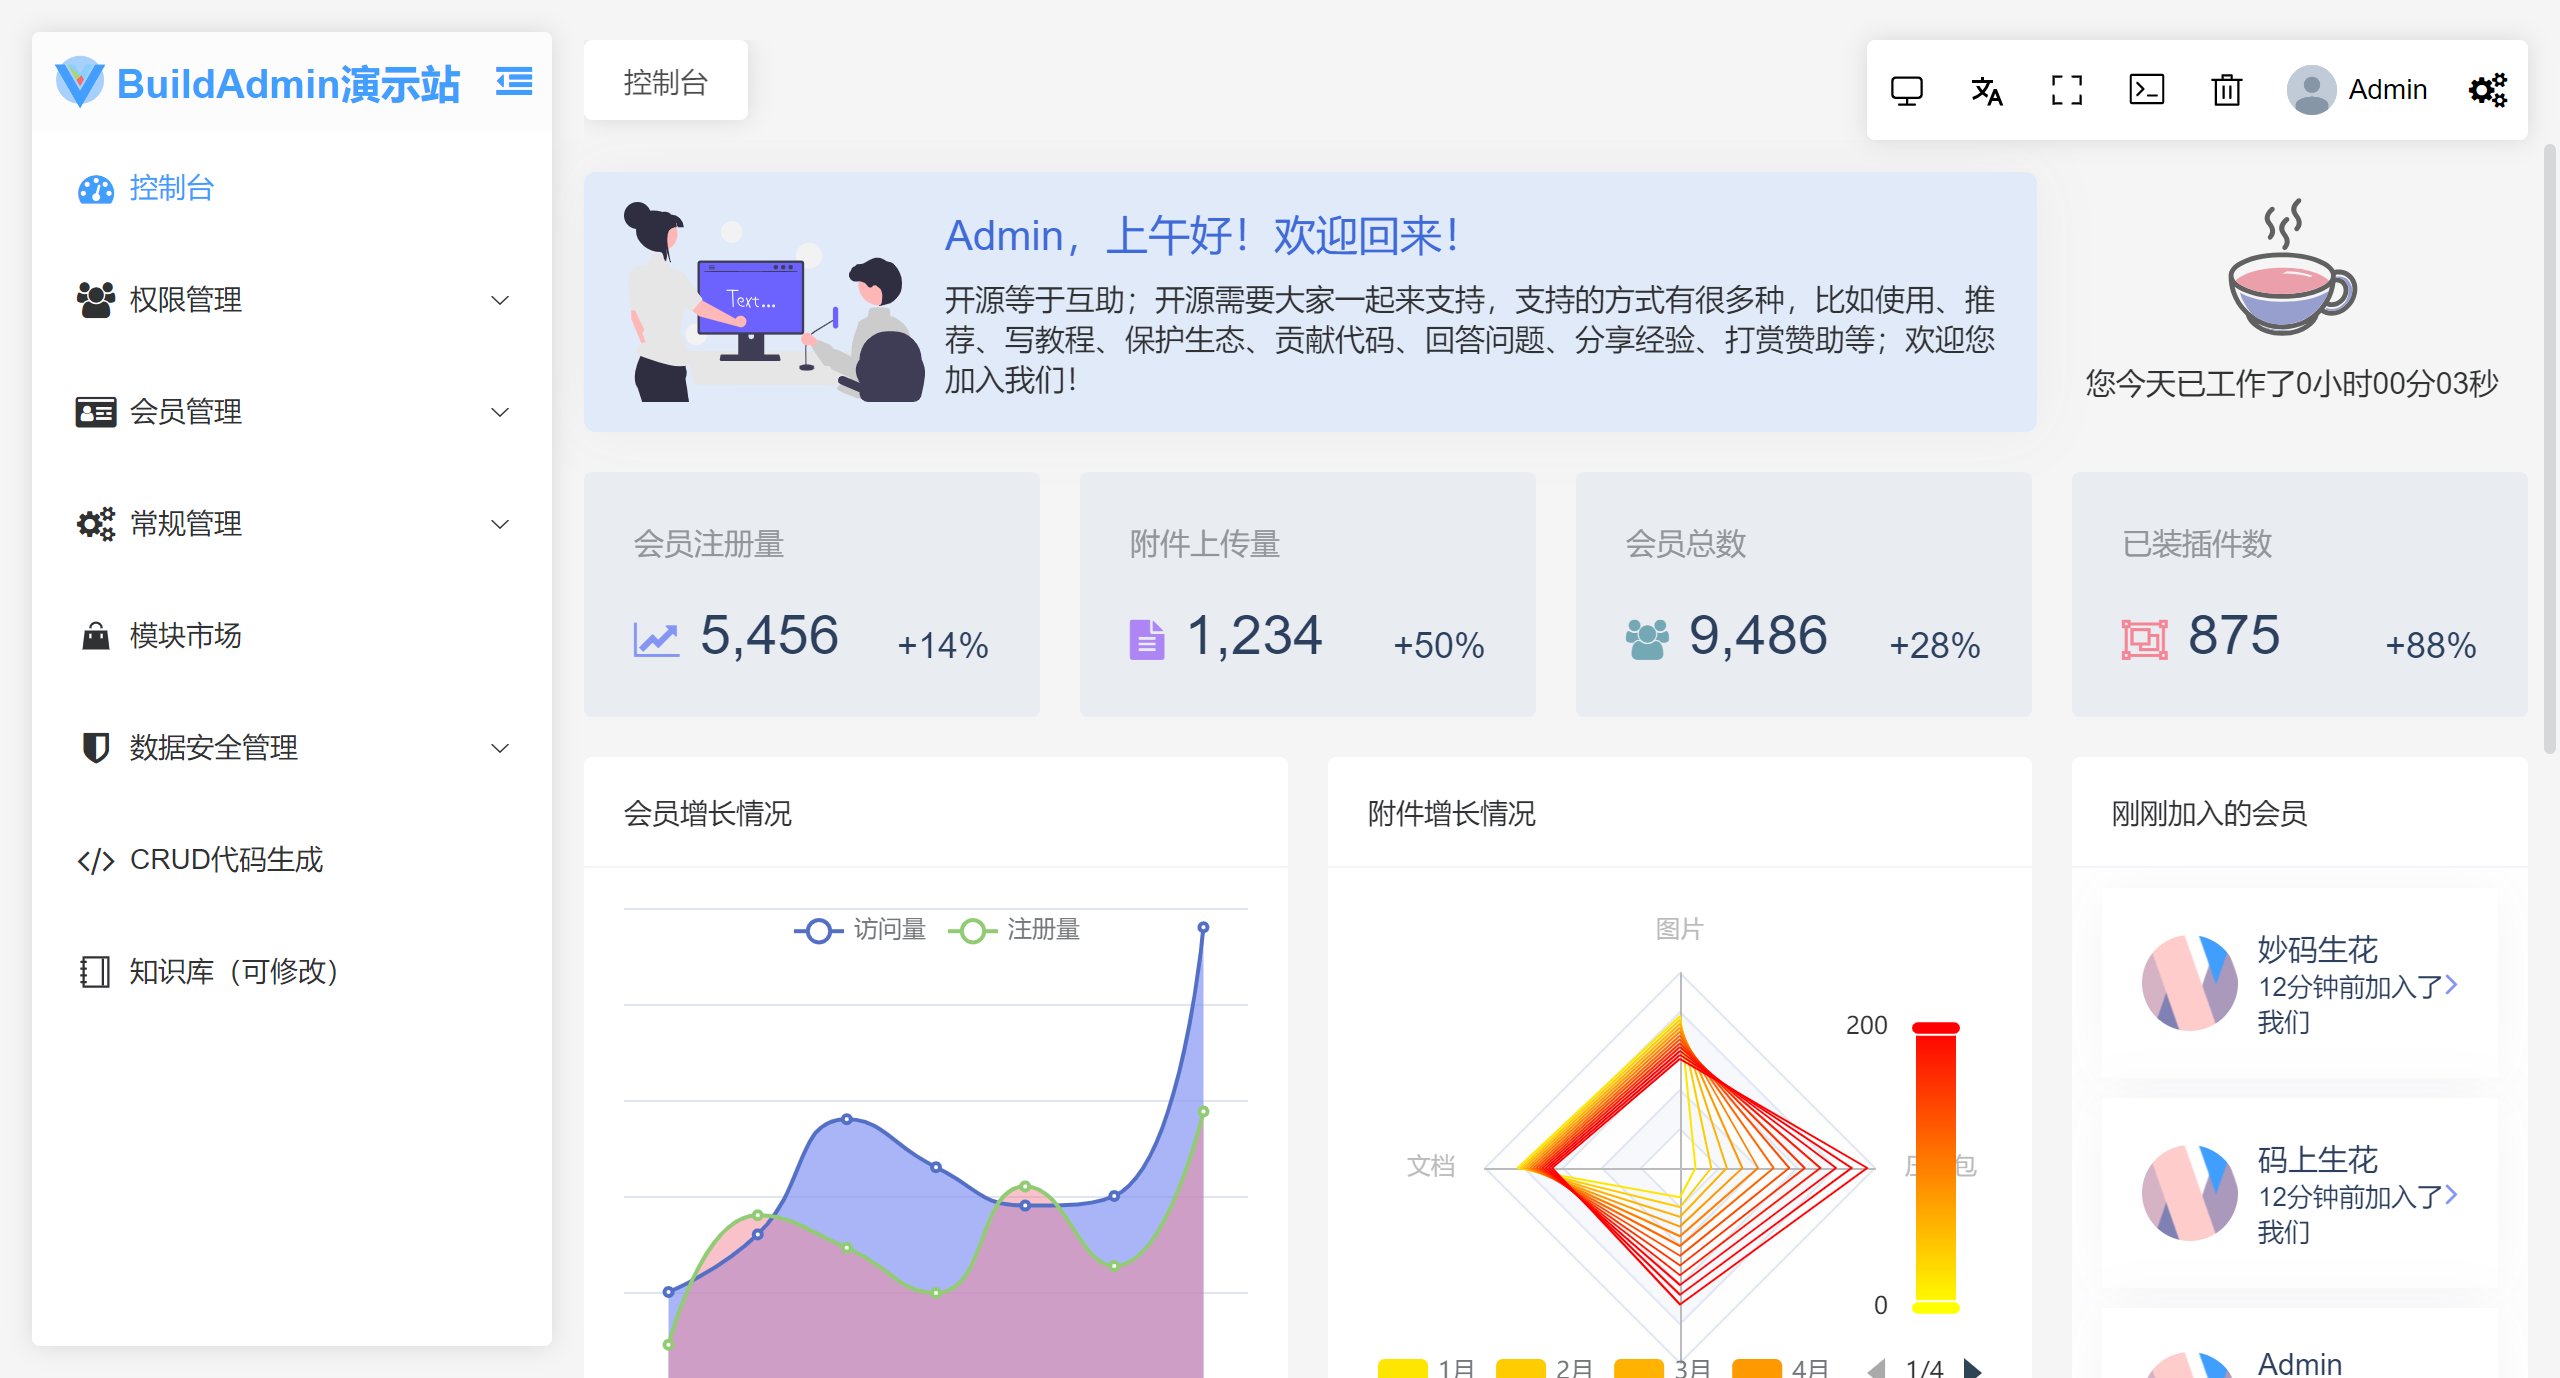 BuildAdmin演示站
控制台
权限管理
会员管理
常规管理
模块市场
数据安全管理
CRUD代码生成
知识库（可修改）
控制台
Admin
Text...
Admin，上午好！欢迎回来！
开源等于互助；开源需要大家一起来支持，支持的方式有很多种，比如使用、推
荐、写教程、保护生态、贡献代码、回答问题、分享经验、打赏赞助等；欢迎您
加入我们！
您今天已工作了0小时00分03秒
会员注册量
5,456
+14%
附件上传量
1,234
+50%
会员总数
9,486
+28%
已装插件数
875
+88%
会员增长情况
访问量
注册量
附件增长情况
图片
文档
包
200
0
1月
2月
3月
4月
1/4
刚刚加入的会员
妙码生花
12分钟前加入了
我们
码上生花
12分钟前加入了
我们
Admin